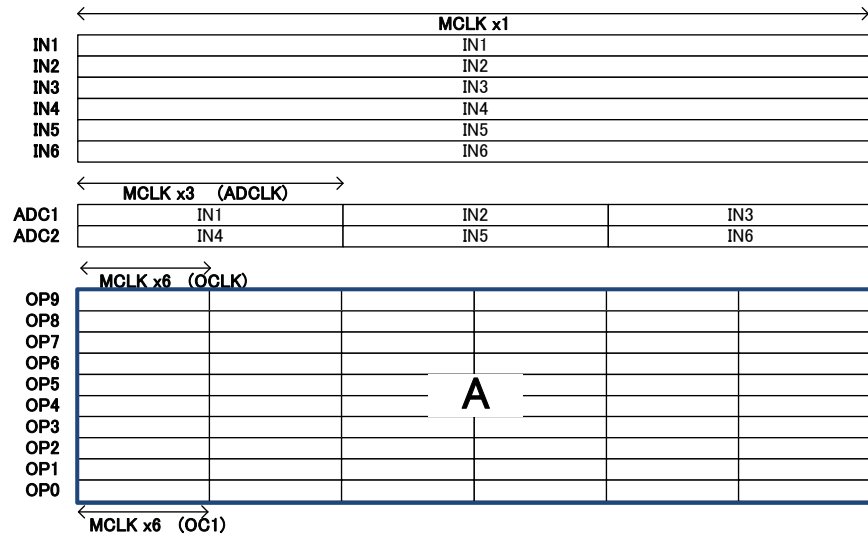 MCLK x1
IN1 IN1
IN2 IN2
IN3 IN3
IN4 IN4
IN5 IN5
IN6 IN6
MCLK x3 (ADCLK)
ADC1 IN1 IN2 IN3
ADC2 IN4 IN5 IN6
MCLK x6 (OCLK)
OP9
OP8
OP7
OP6
OP5
A
OP4
OP3
OP2
OP1
OP0
MCLK x6 (OC1)